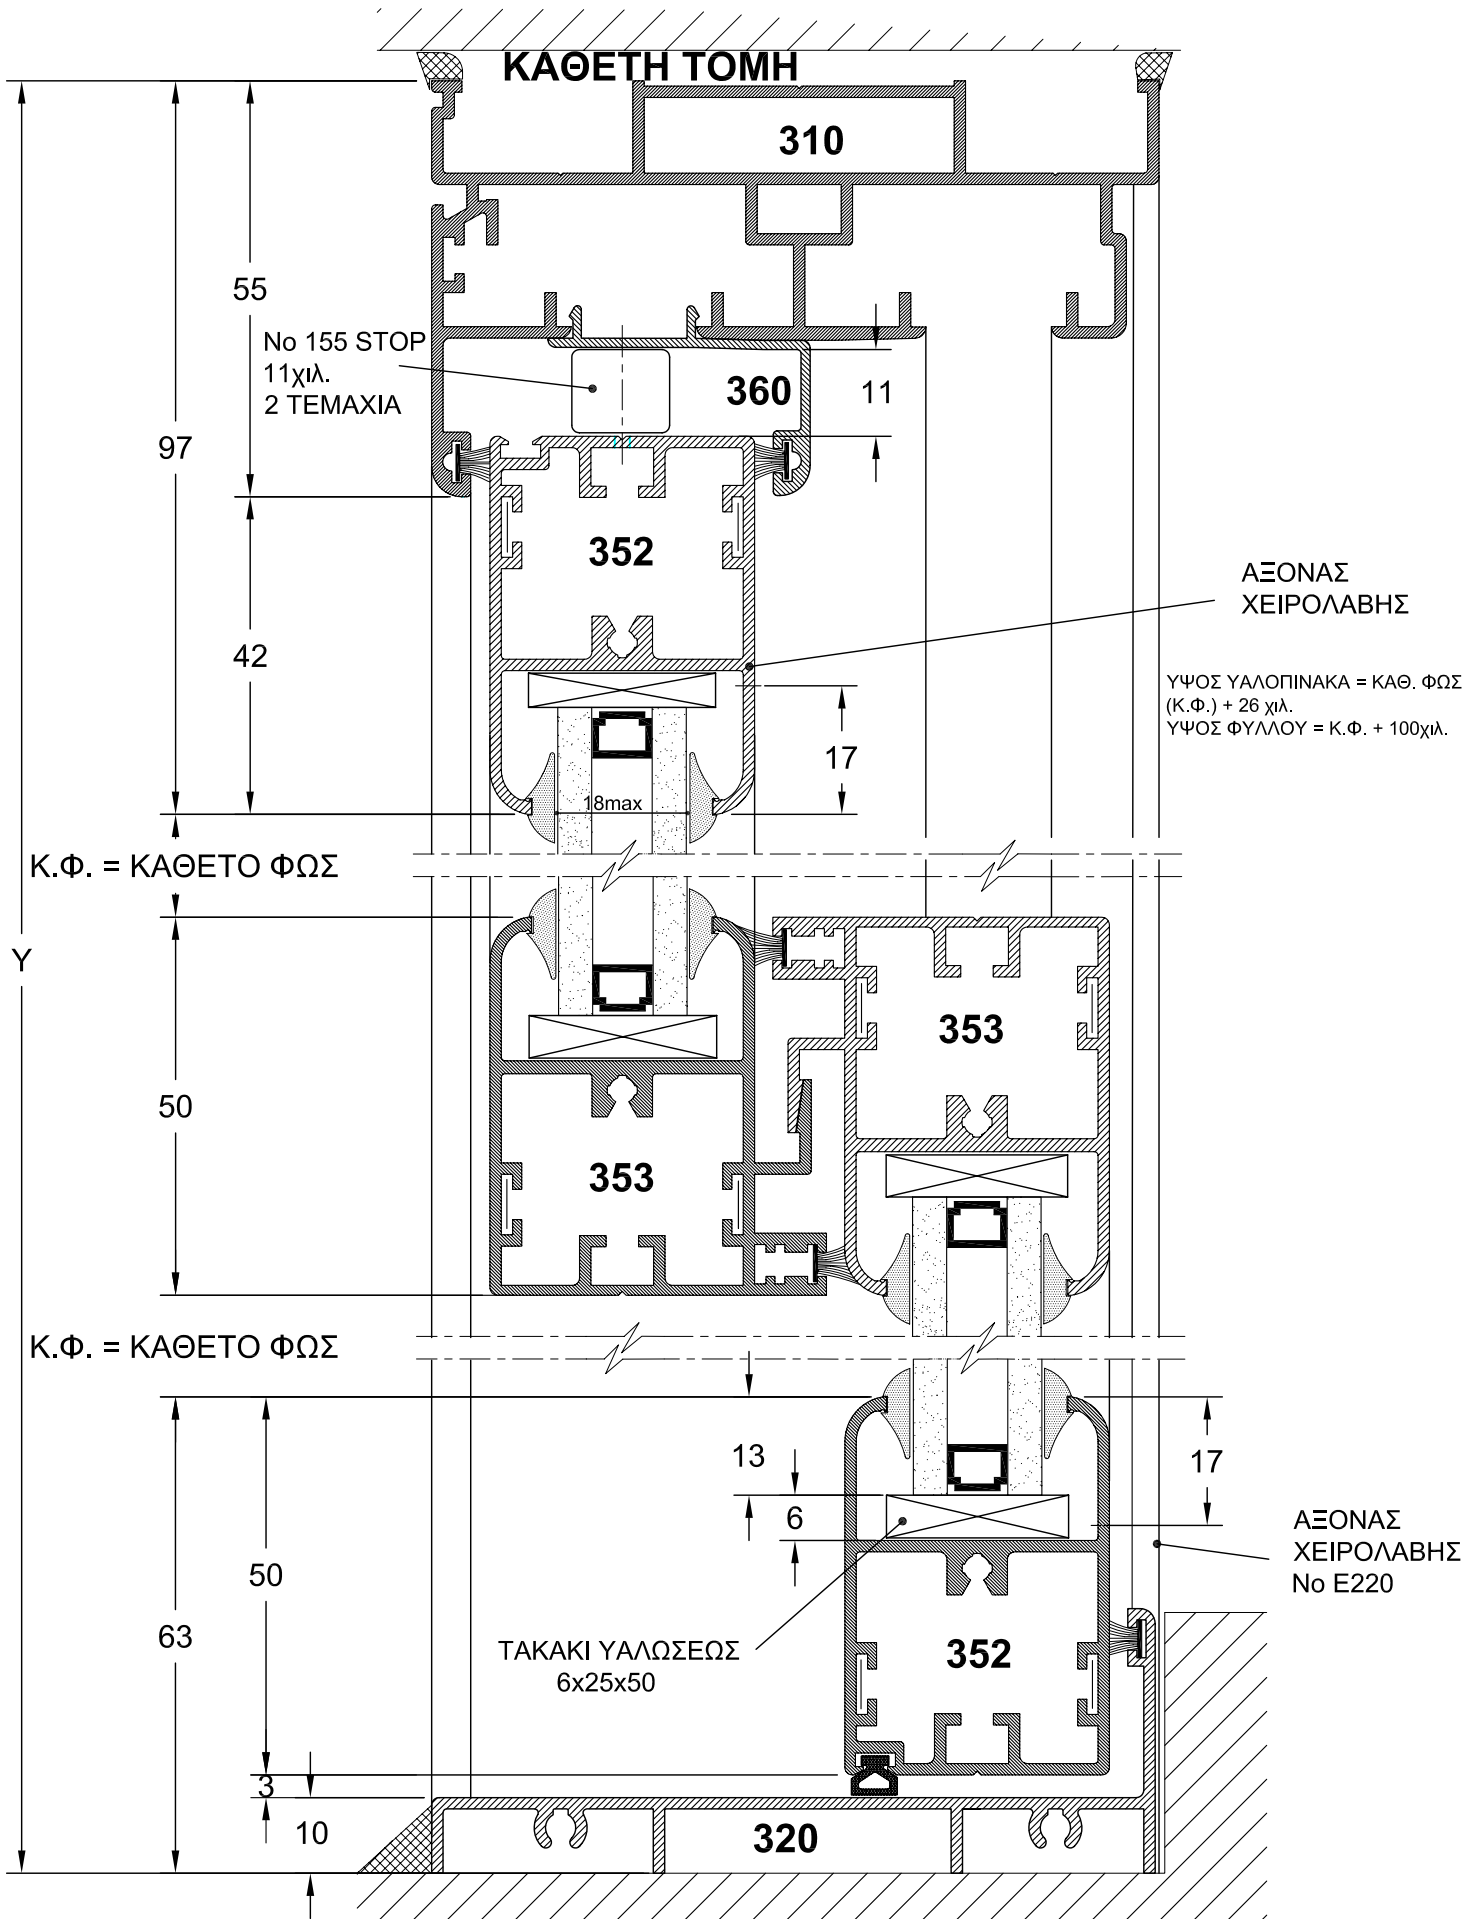 ΚΑΘΕΤΗ ΤΟΜΗ
310
55
No 155 STOP
11χιλ.
2 ΤΕΜΑΧΙΑ
360
11
97
352
42
ΑΞΟΝΑΣ
ΧΕΙΡΟΛΑΒΗΣ
ΥΨΟΣ ΥΑΛΟΠΙΝΑΚΑ = ΚΑΘ. ΦΩΣ
(Κ.Φ.) + 26 χιλ.
ΥΨΟΣ ΦΥΛΛΟΥ = Κ.Φ. + 100χιλ.
17
18max
Κ.Φ. = ΚΑΘΕΤΟ ΦΩΣ
Y
353
50
353
Κ.Φ. = ΚΑΘΕΤΟ ΦΩΣ
13
17
6
ΑΞΟΝΑΣ
ΧΕΙΡΟΛΑΒΗΣ
No E220
50
63
ΤΑΚΑΚΙ ΥΑΛΩΣΕΩΣ
6x25x50
352
3
10
320